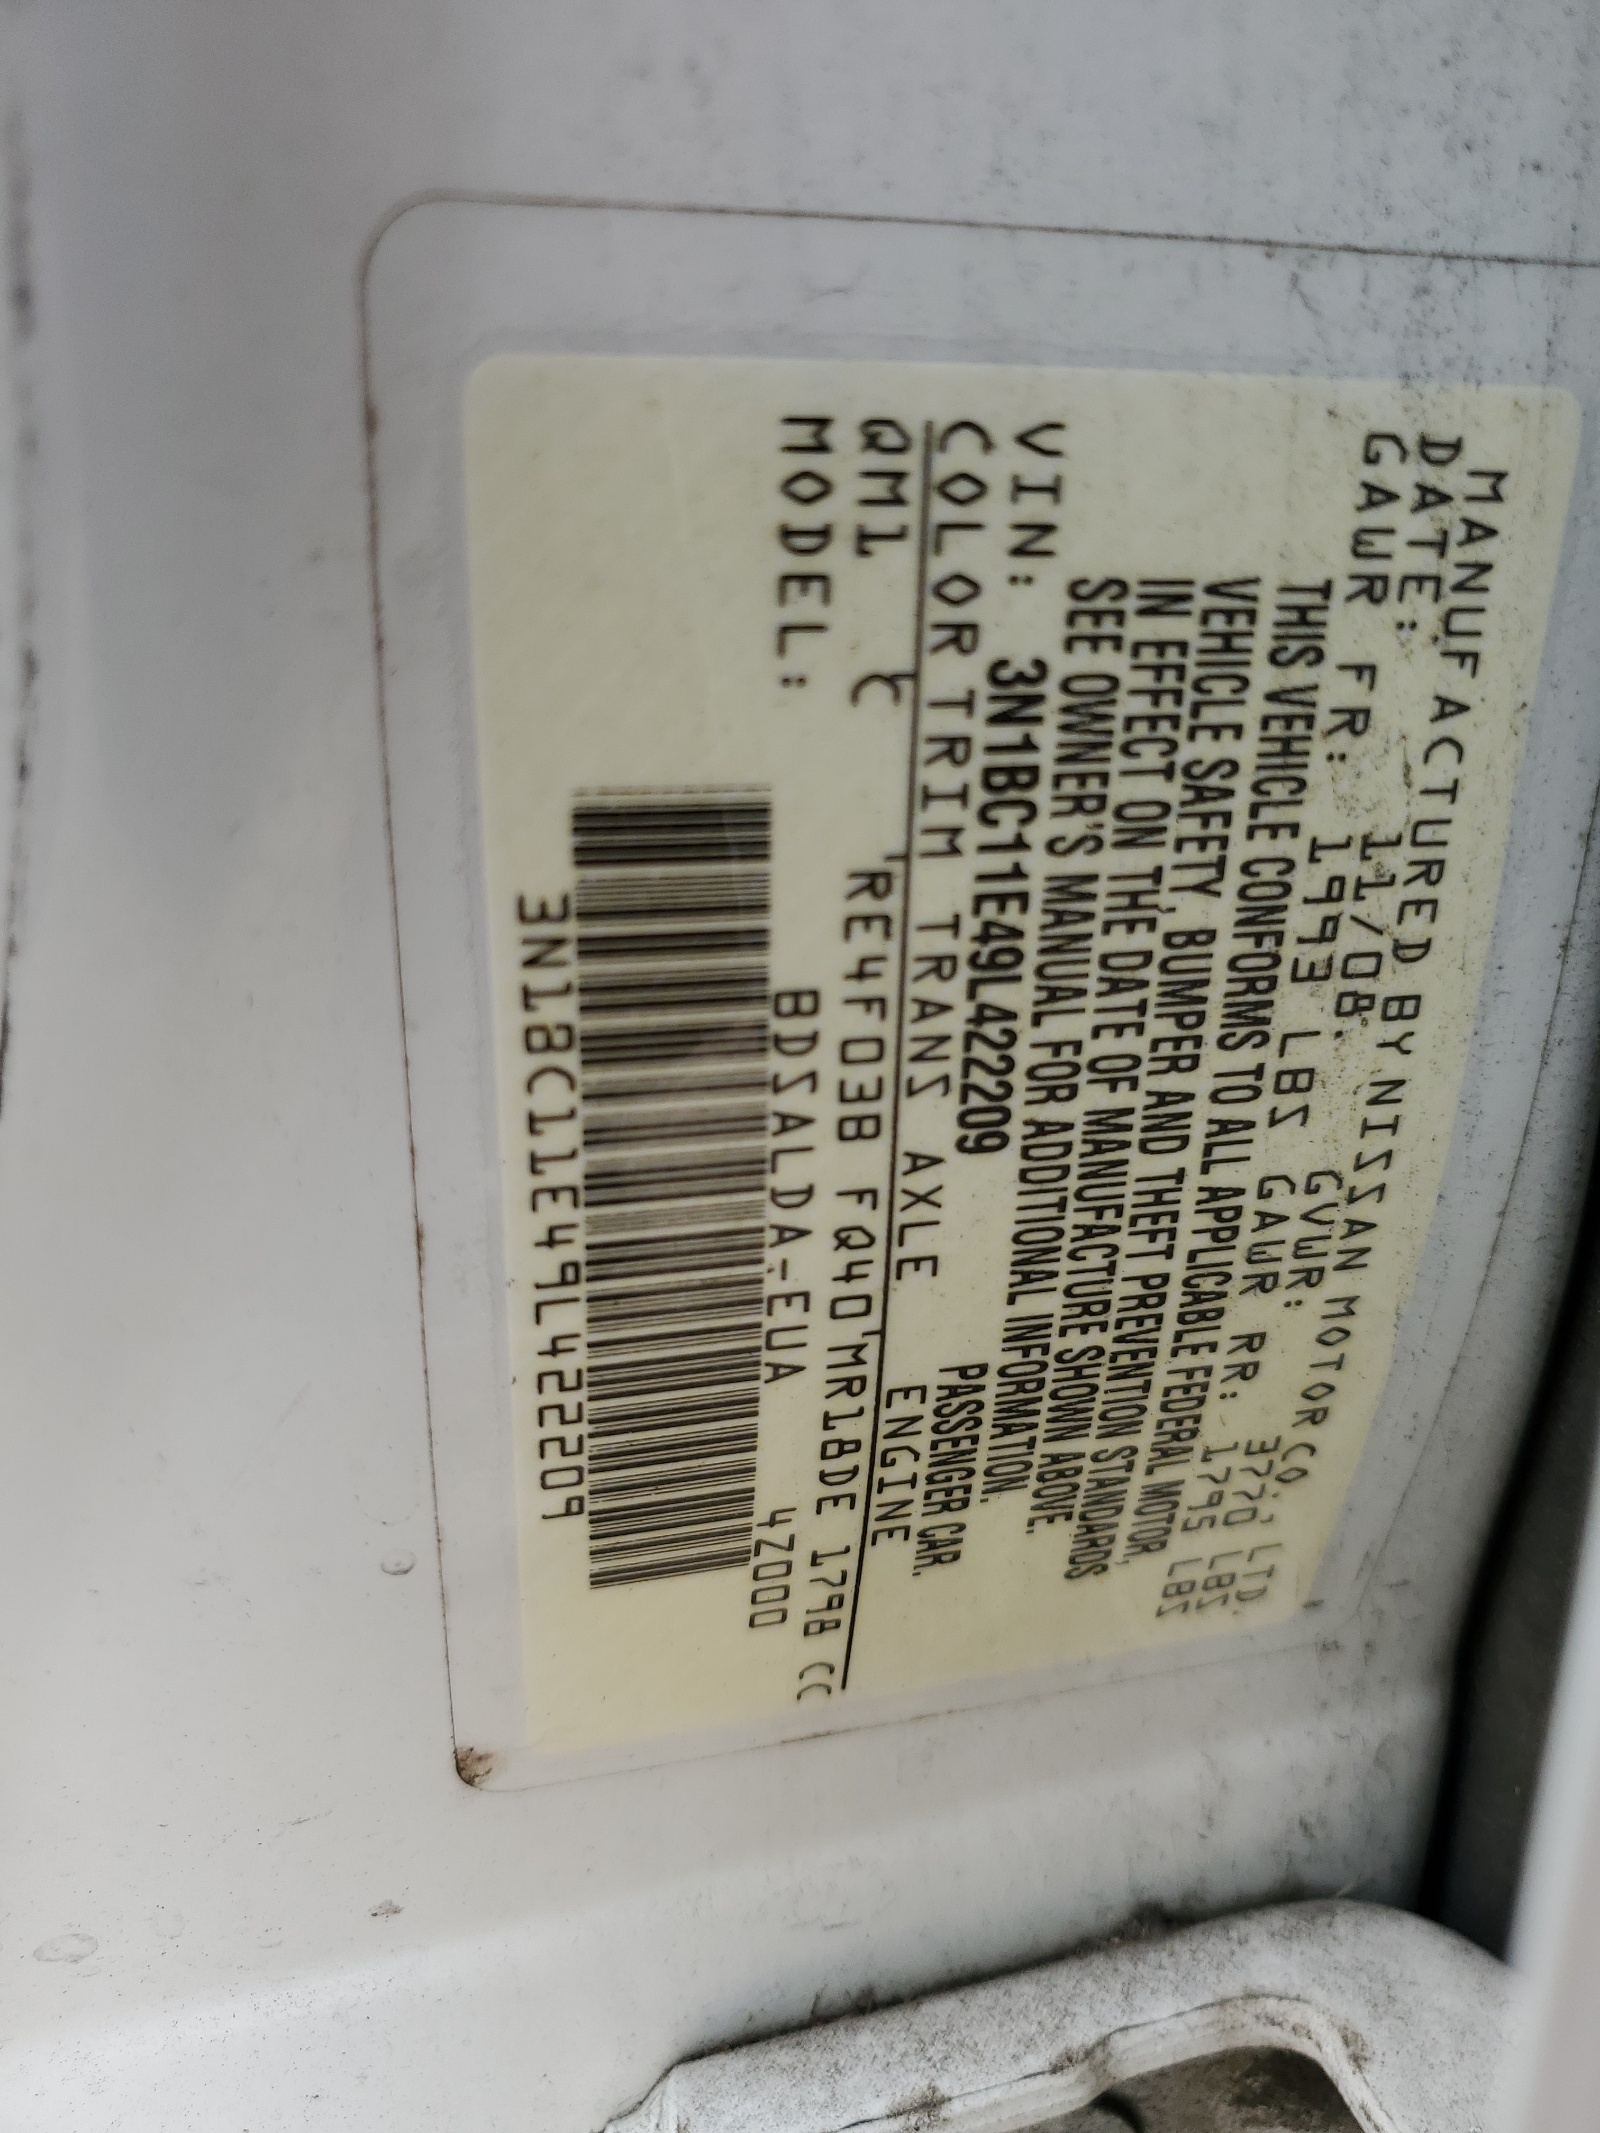 MANUFACTURED BY NISSAN MOTOR CO., LTD.
DATE: 11/08. GVWR: 3770 LBS
GAWR FR: 1993 LBS GAWR RR: 1795 LBS
THIS VEHICLE CONFORMS TO ALL APPLICABLE FEDERAL MOTOR
VEHICLE SAFETY, BUMPER AND THEFT PREVENTION STANDARDS,
IN EFFECT ON THE DATE OF MANUFACTURE SHOWN ABOVE.
SEE OWNER'S MANUAL FOR ADDITIONAL INFORMATION.
VIN: 3N1BC11E49L422209 PASSENGER CAR.
COLOR TRIM TRANS AXLE ENGINE
QM1 C RE4F03B FQ40 MR18DE 1798 CC
MODEL: BDSALDA-EUA 4Z000
3N1BC11E49L422209